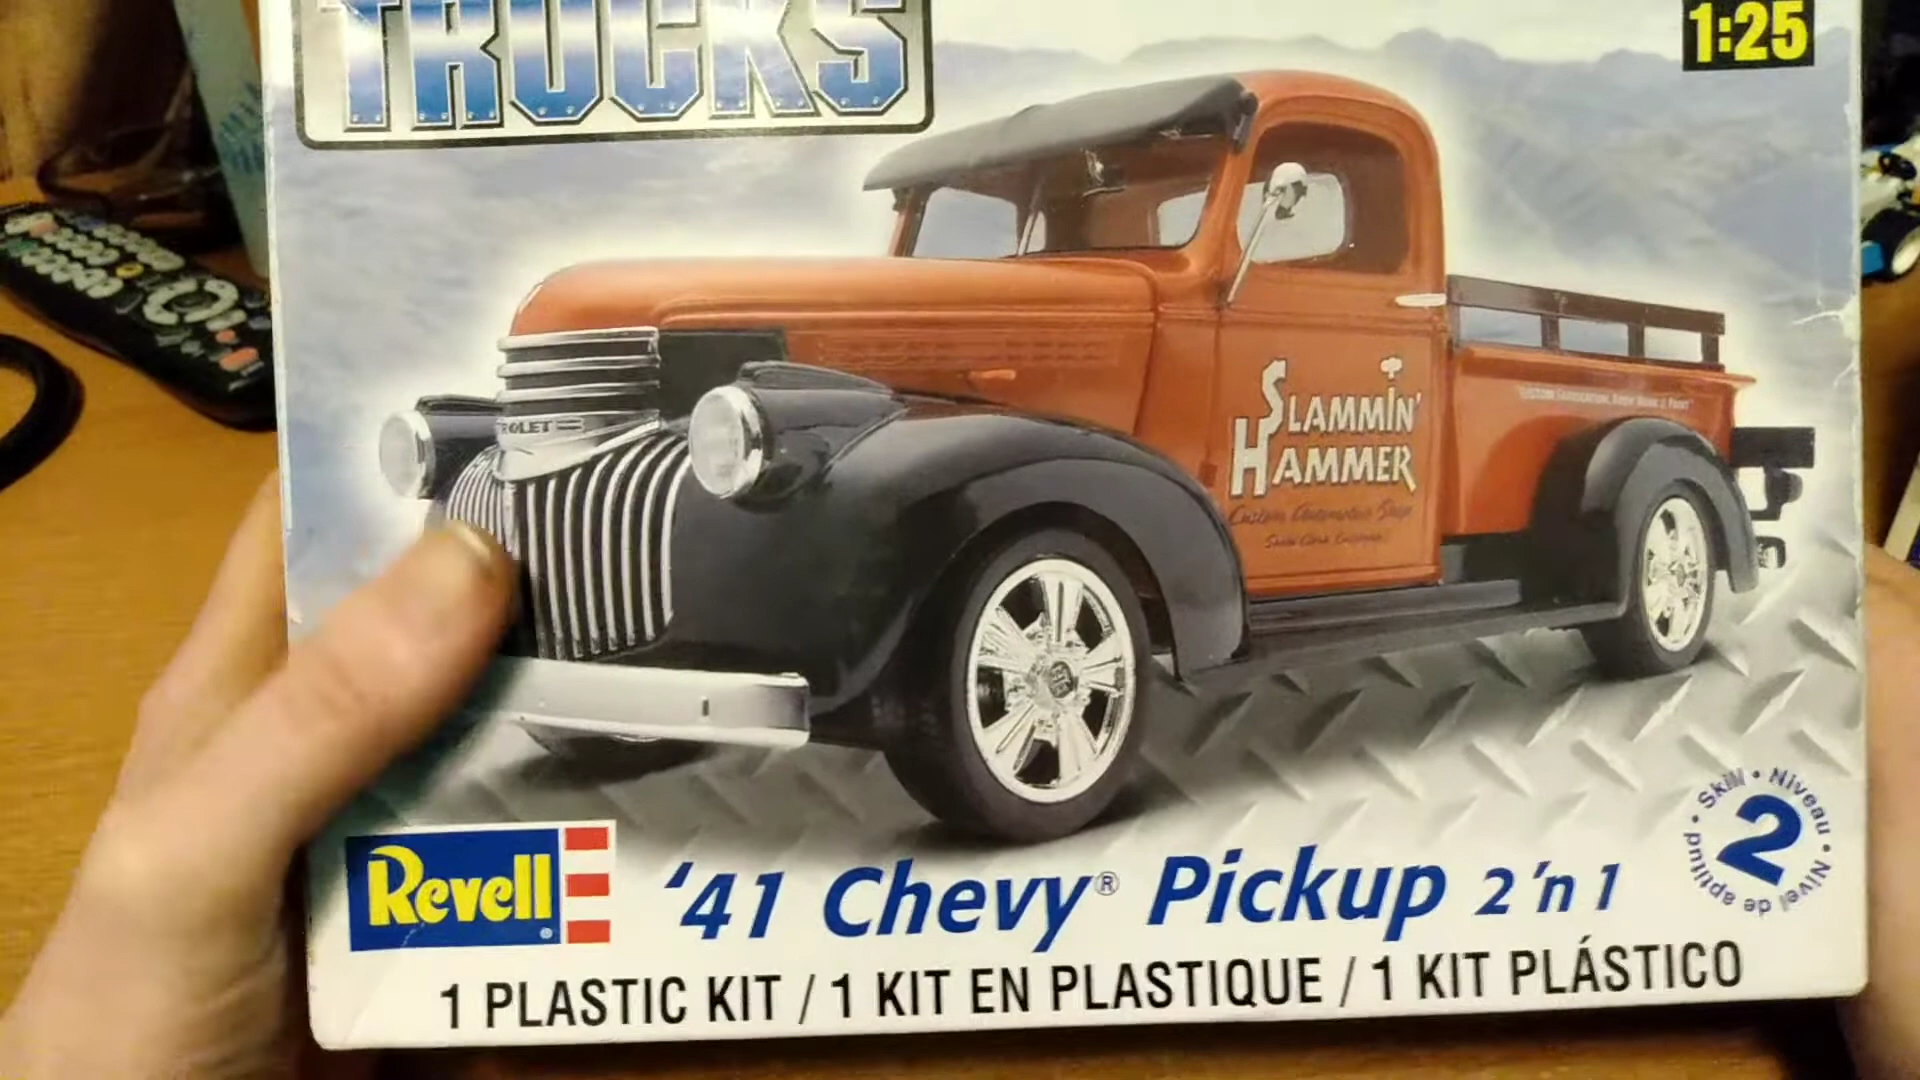 TRUCKS
1:25
ROLET
SLAMMIN'
HAMMER
Custom Automotive Shop
Revell
'41 Chevy® Pickup 2 'n 1
Skill • Niveau • Nivel de aptitud •
2
1 PLASTIC KIT / 1 KIT EN PLASTIQUE / 1 KIT PLÁSTICO